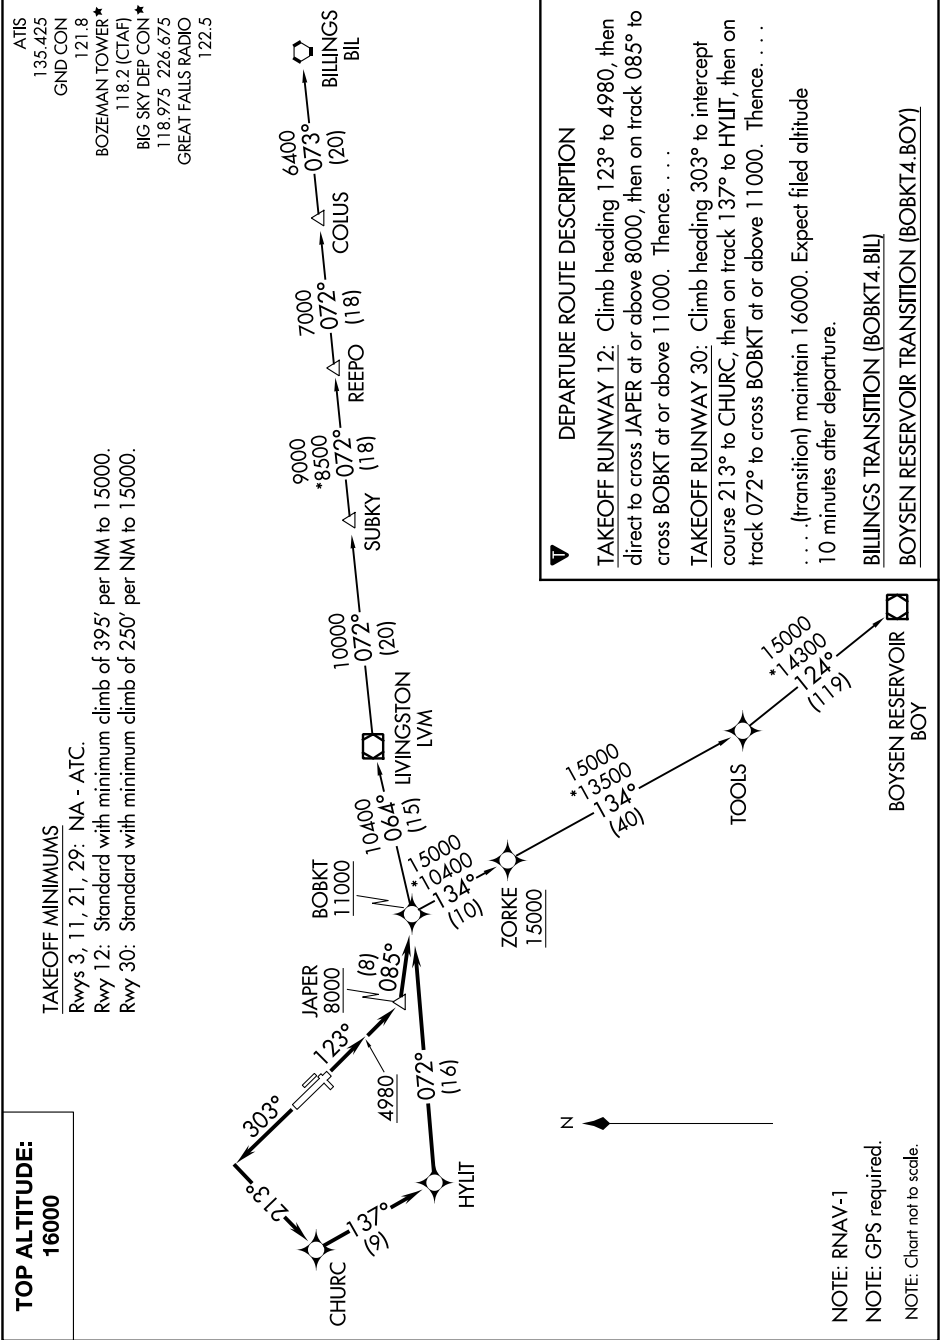 TOP ALTITUDE:
16000
TAKEOFF MINIMUMS
Rwys 3, 11, 21, 29: NA - ATC.
Rwy 12: Standard with minimum climb of 395' per NM to 15000.
Rwy 30: Standard with minimum climb of 250' per NM to 15000.
ATIS
135.425
GND CON
121.8
BOZEMAN TOWER★
118.2 (CTAF)
BIG SKY DEP CON★
118.975 226.675
GREAT FALLS RADIO
122.5
303°
213°
CHURC
137°
(9)
HYLIT
072°
(16)
123°
4980
JAPER
8000
(8)
085°
BOBKT
11000
10400
064°
(15)
LIVINGSTON
LVM
10000
072°
(20)
SUBKY
9000
*8500
072°
(18)
REEPO
7000
072°
(18)
COLUS
6400
073°
(20)
BILLINGS
BIL
15000
*10400
134°
(10)
ZORKE
15000
15000
*13500
134°
(40)
TOOLS
15000
*14300
124°
(119)
BOYSEN RESERVOIR
BOY
N
NOTE: RNAV-1
NOTE: GPS required.
NOTE: Chart not to scale.
T
DEPARTURE ROUTE DESCRIPTION
TAKEOFF RUNWAY 12: Climb heading 123° to 4980, then
direct to cross JAPER at or above 8000, then on track 085° to
cross BOBKT at or above 11000. Thence. . . .
TAKEOFF RUNWAY 30: Climb heading 303° to intercept
course 213° to CHURC, then on track 137° to HYLIT, then on
track 072° to cross BOBKT at or above 11000. Thence. . . .
. . . .(transition) maintain 16000. Expect filed altitude
10 minutes after departure.
BILLINGS TRANSITION (BOBKT4.BIL)
BOYSEN RESERVOIR TRANSITION (BOBKT4.BOY)